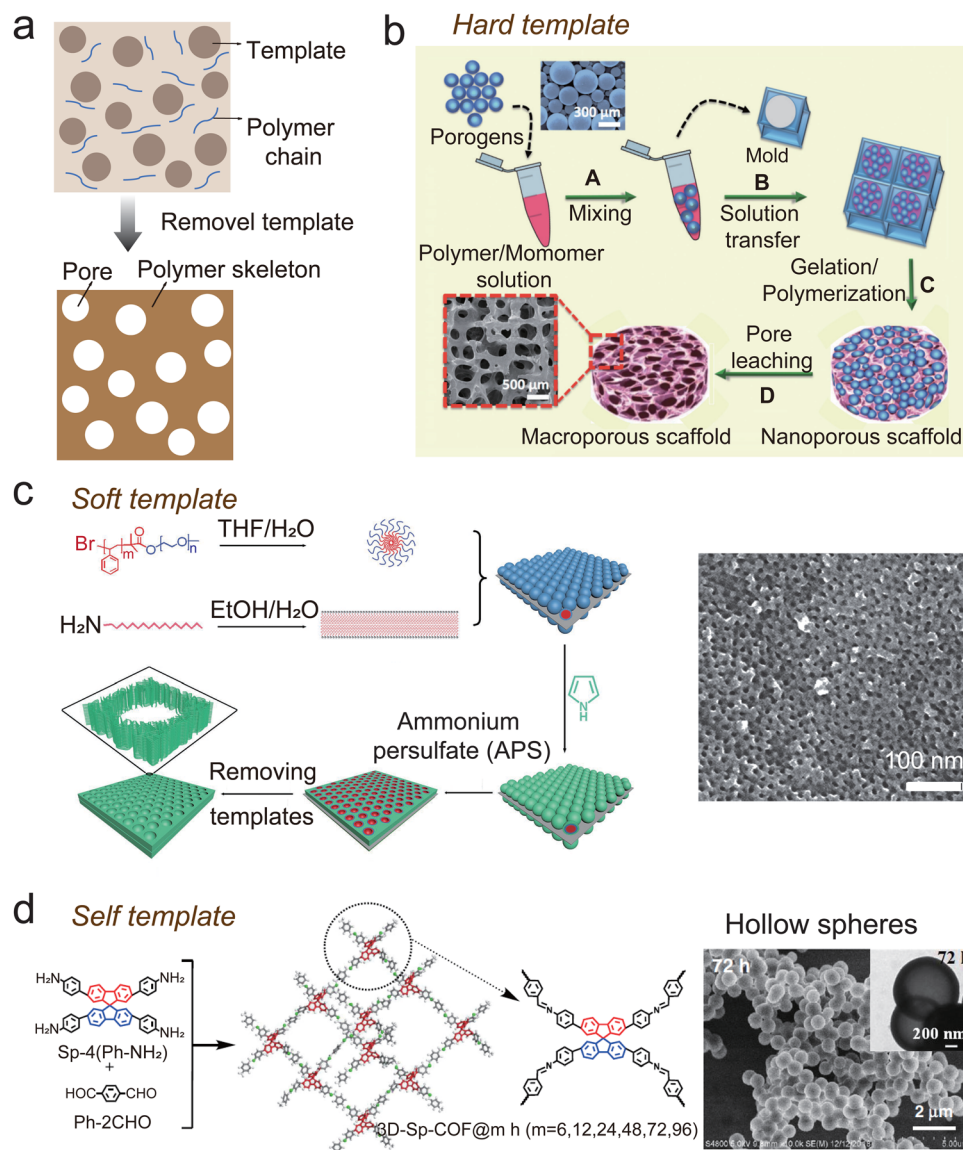 a
Template
Polymer
chain
Removel template
Pore
Polymer skeleton
b
Hard template
Porogens
300 μm
Mold
A
Mixing
B
Solution
transfer
Polymer/Momomer
solution
Gelation/
Polymerization
C
500 μm
Pore
leaching
D
Macroporous scaffold
Nanoporous scaffold
c
Soft template
Br
m
O
O
O
n
THF/H₂O
H₂N
EtOH/H₂O
N
H
Ammonium
persulfate (APS)
Removing
templates
100 nm
d
Self template
H₂N
NH₂
H₂N
NH₂
Sp-4(Ph-NH₂)
+
HOC
CHO
Ph-2CHO
N
N
N
N
3D-Sp-COF@m h (m=6,12,24,48,72,96)
Hollow spheres
72 h
72 h
200 nm
2 μm
5.00u